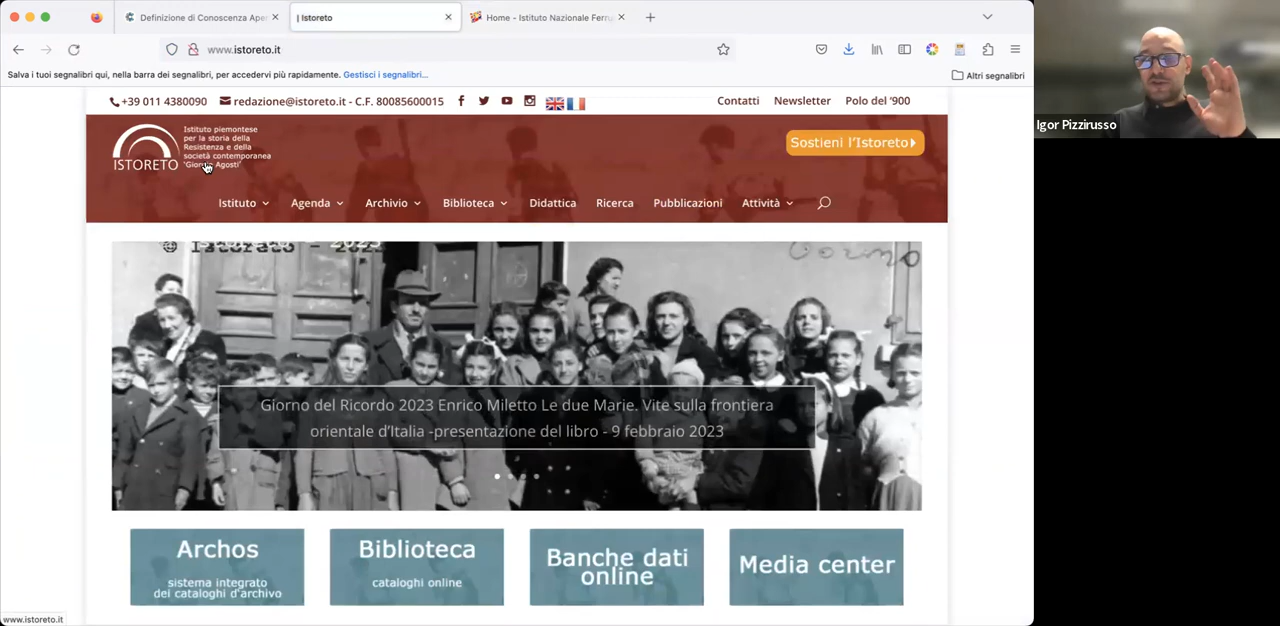 Definizione di Conoscenza Aper
| Istoreto
Home - Istituto Nazionale Ferru
www.istoreto.it
Salva i tuoi segnalibri qui, nella barra dei segnalibri, per accedervi più rapidamente. Gestisci i segnalibri...
Altri segnalibri
+39 011 4380090
redazione@istoreto.it - C.F. 80085600015
Contatti
Newsletter
Polo del '900
ISTORETO
Istituto piemontese
per la storia della
Resistenza e della
società contemporanea
'Giorgio Agosti'
Sostieni l'Istoreto
Istituto
Agenda
Archivio
Biblioteca
Didattica
Ricerca
Pubblicazioni
Attività
Istoreto - 2023
Giorno del Ricordo 2023 Enrico Miletto Le due Marie. Vite sulla frontiera
orientale d'Italia -presentazione del libro - 9 febbraio 2023
Archos
sistema integrato
dei cataloghi d'archivio
Biblioteca
cataloghi online
Banche dati
online
Media center
www.istoreto.it
Igor Pizzirusso